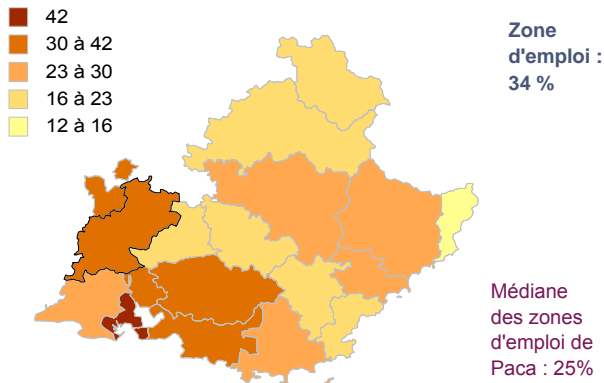 42
30 à 42
23 à 30
16 à 23
12 à 16
Zone
d'emploi :
34 %
Médiane
des zones
d'emploi de
Paca : 25%